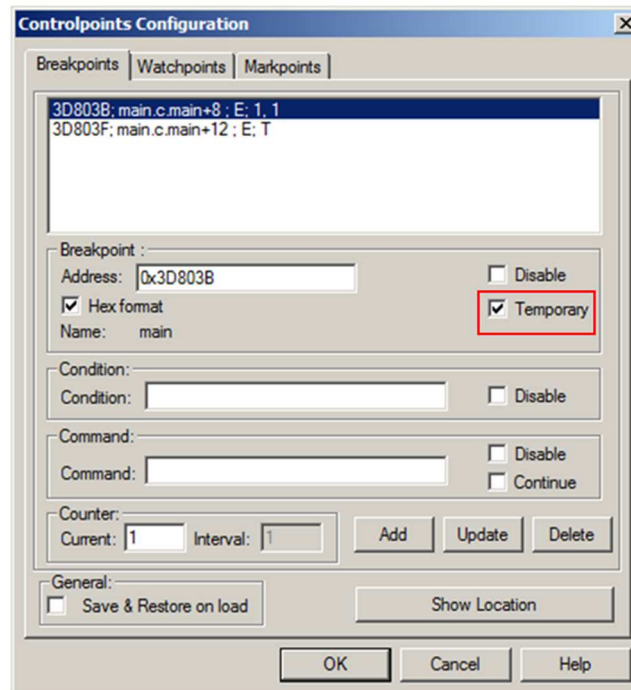 Controlpoints Configuration
Breakpoints Watchpoints Markpoints
3D803B; main.c.main+8 ; E; 1, 1
3D803F; main.c.main+12 ; E; T
Breakpoint :
Address: 0x3D803B Disable
Hex format Temporary
Name: main
Condition:
Condition: Disable
Command:
Disable
Command:
Continue
Counter:
Current: 1 Interval: 1 Add Update Delete
General:
Save & Restore on load Show Location
OK Cancel Help